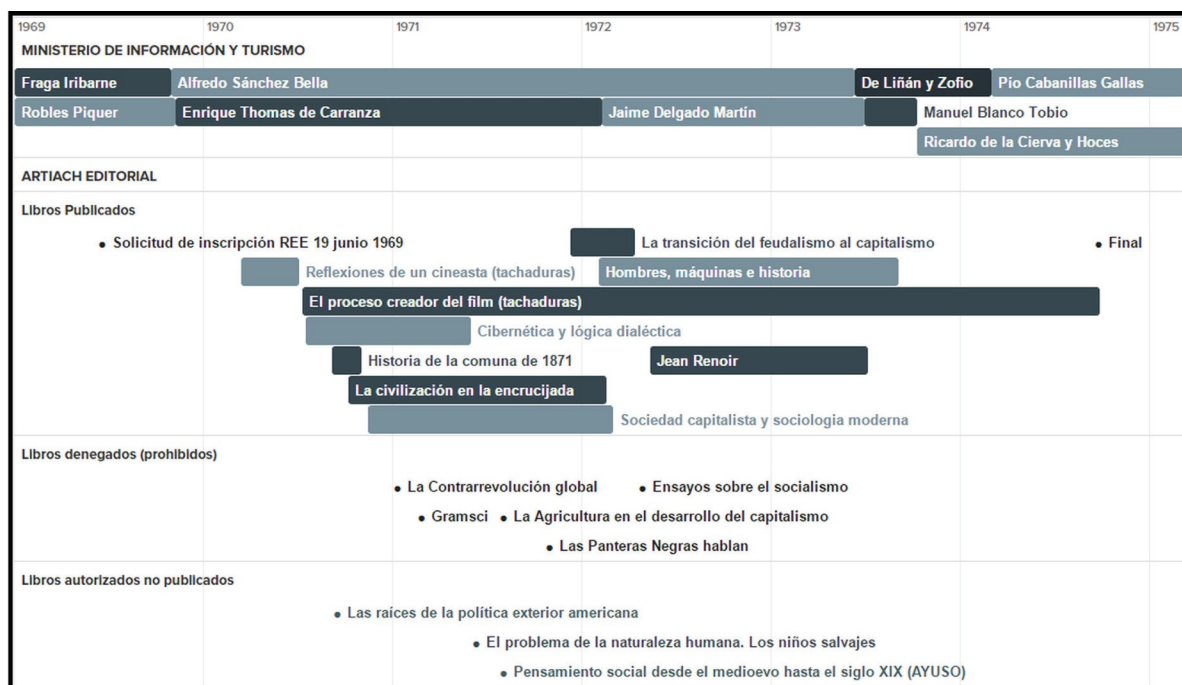 1969 1970 1971 1972 1973 1974 1975
MINISTERIO DE INFORMACIÓN Y TURISMO
Fraga Iribarne Alfredo Sánchez Bella De Liñán y Zofio Pío Cabanillas Gallas
Robles Piquer Enrique Thomas de Carranza Jaime Delgado Martín Manuel Blanco Tobio
Ricardo de la Cierva y Hoces
ARTIACH EDITORIAL
Libros Publicados
Solicitud de inscripción REE 19 junio 1969 La transición del feudalismo al capitalismo Final
Reflexiones de un cineasta (tachaduras) Hombres, máquinas e historia
El proceso creador del film (tachaduras)
Cibernética y lógica dialéctica
Historia de la comuna de 1871 Jean Renoir
La civilización en la encrucijada
Sociedad capitalista y sociologia moderna
Libros denegados (prohibidos)
La Contrarrevolución global Ensayos sobre el socialismo
Gramsci La Agricultura en el desarrollo del capitalismo
Las Panteras Negras hablan
Libros autorizados no publicados
Las raíces de la política exterior americana
El problema de la naturaleza humana. Los niños salvajes
Pensamiento social desde el medioevo hasta el siglo XIX (AYUSO)